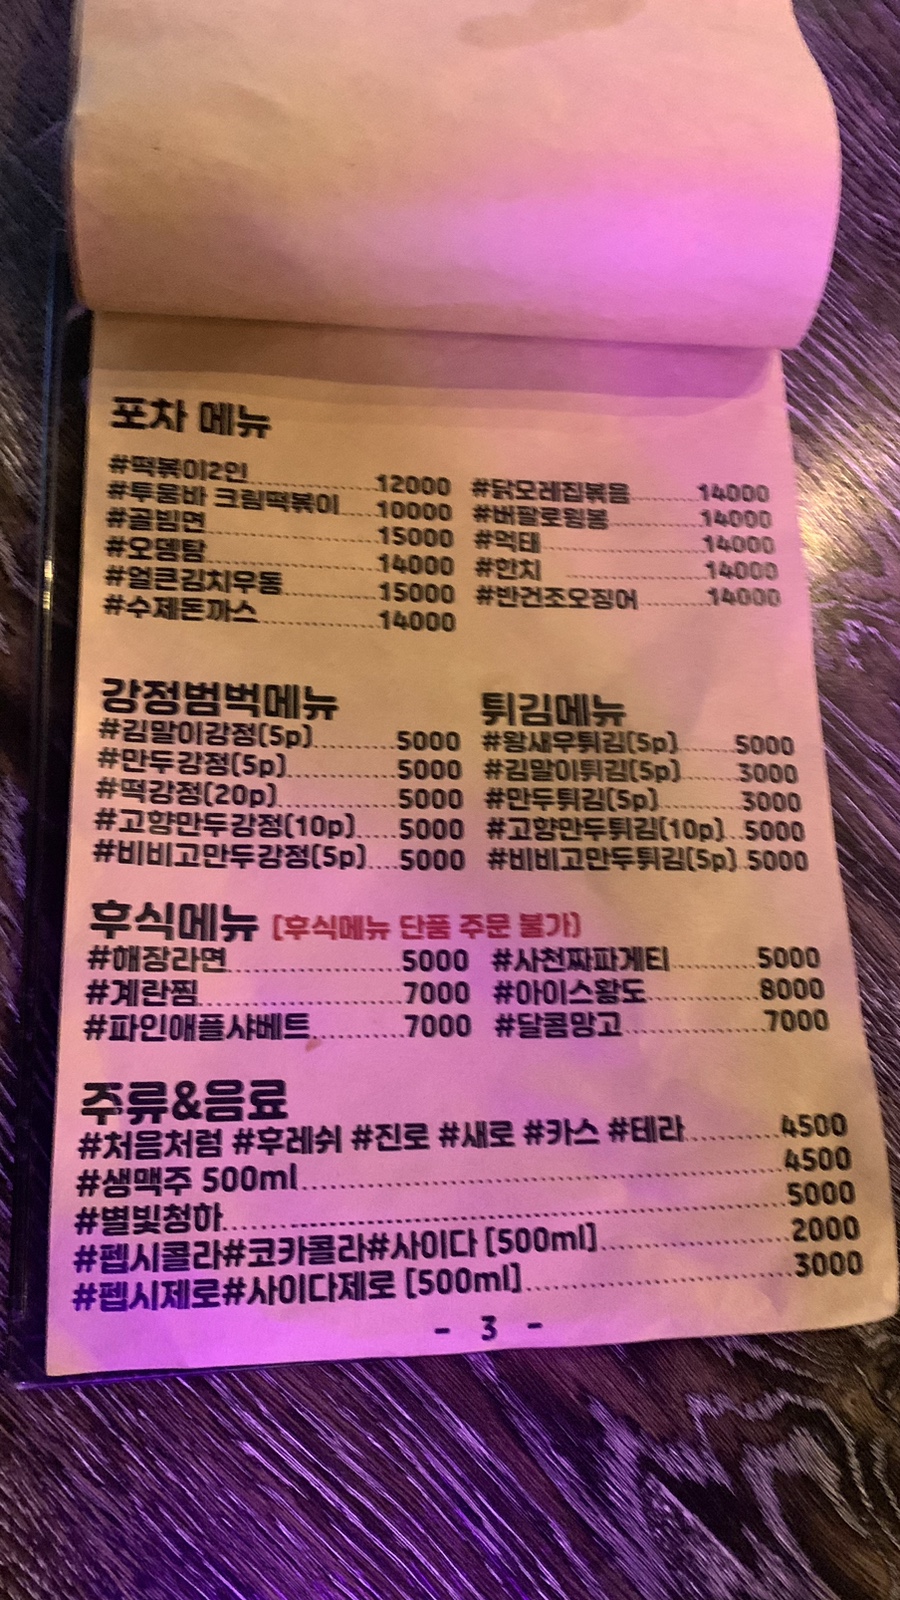 포차 메뉴
#떡볶이2인 12000
#투움바 크림떡볶이 10000
#골빔면 15000
#오뎅탕 14000
#얼큰김치우동 15000
#수제돈까스 14000
#닭모래집볶음 14000
#버팔로윙봉 14000
#먹태 14000
#한치 14000
#반건조오징어 14000
강정범벅메뉴
#김말이강정(5p) 5000
#만두강정(5p) 5000
#떡강정(20p) 5000
#고향만두강정(10p) 5000
#비비고만두강정(5p) 5000
튀김메뉴
#왕새우튀김(5p) 5000
#김말이튀김(5p) 3000
#만두튀김(5p) 3000
#고향만두튀김(10p) 5000
#비비고만두튀김(5p) 5000
후식메뉴 [후식메뉴 단품 주문 불가]
#해장라면 5000
#계란찜 7000
#파인애플샤베트 7000
#사천짜파게티 5000
#아이스황도 8000
#달콤망고 7000
주류&음료
#처음처럼 #후레쉬 #진로 #새로 #카스 #테라 4500
#생맥주 500ml 4500
#별빛청하 5000
#펩시콜라#코카콜라#사이다 [500ml] 2000
#펩시제로#사이다제로 [500ml] 3000
- 3 -